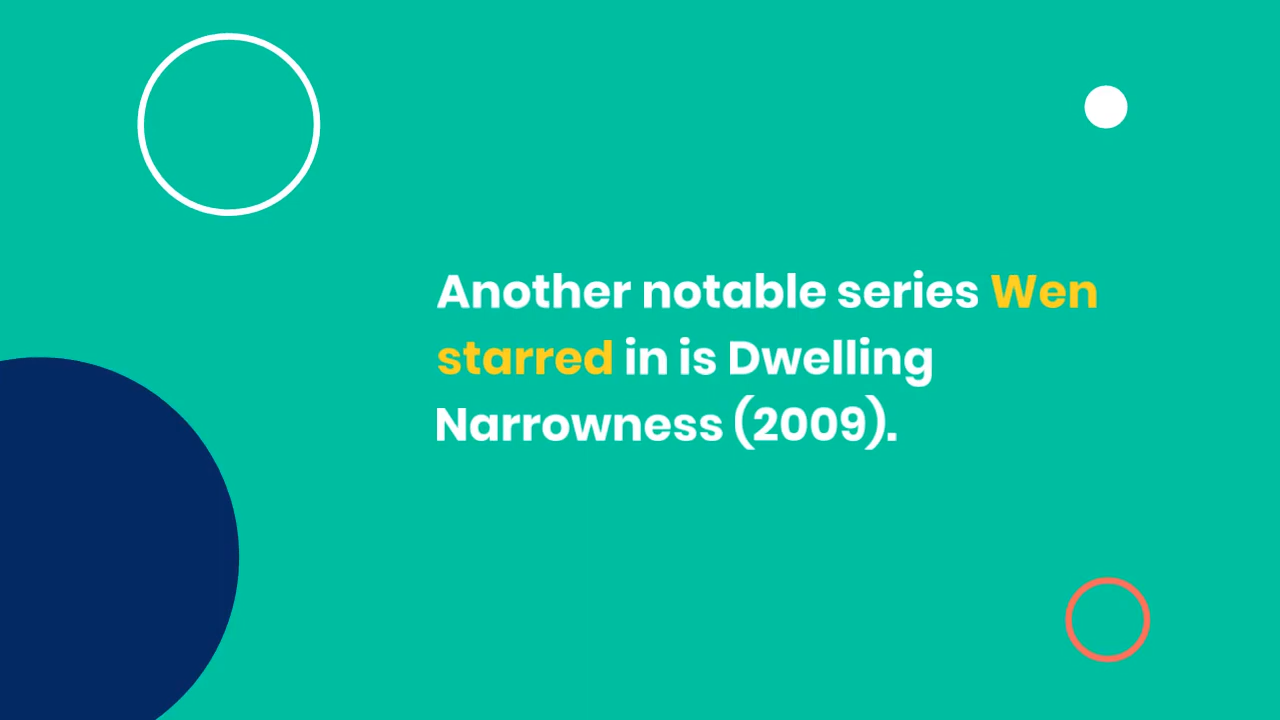 Another notable series Wen
starred in is Dwelling
Narrowness (2009).